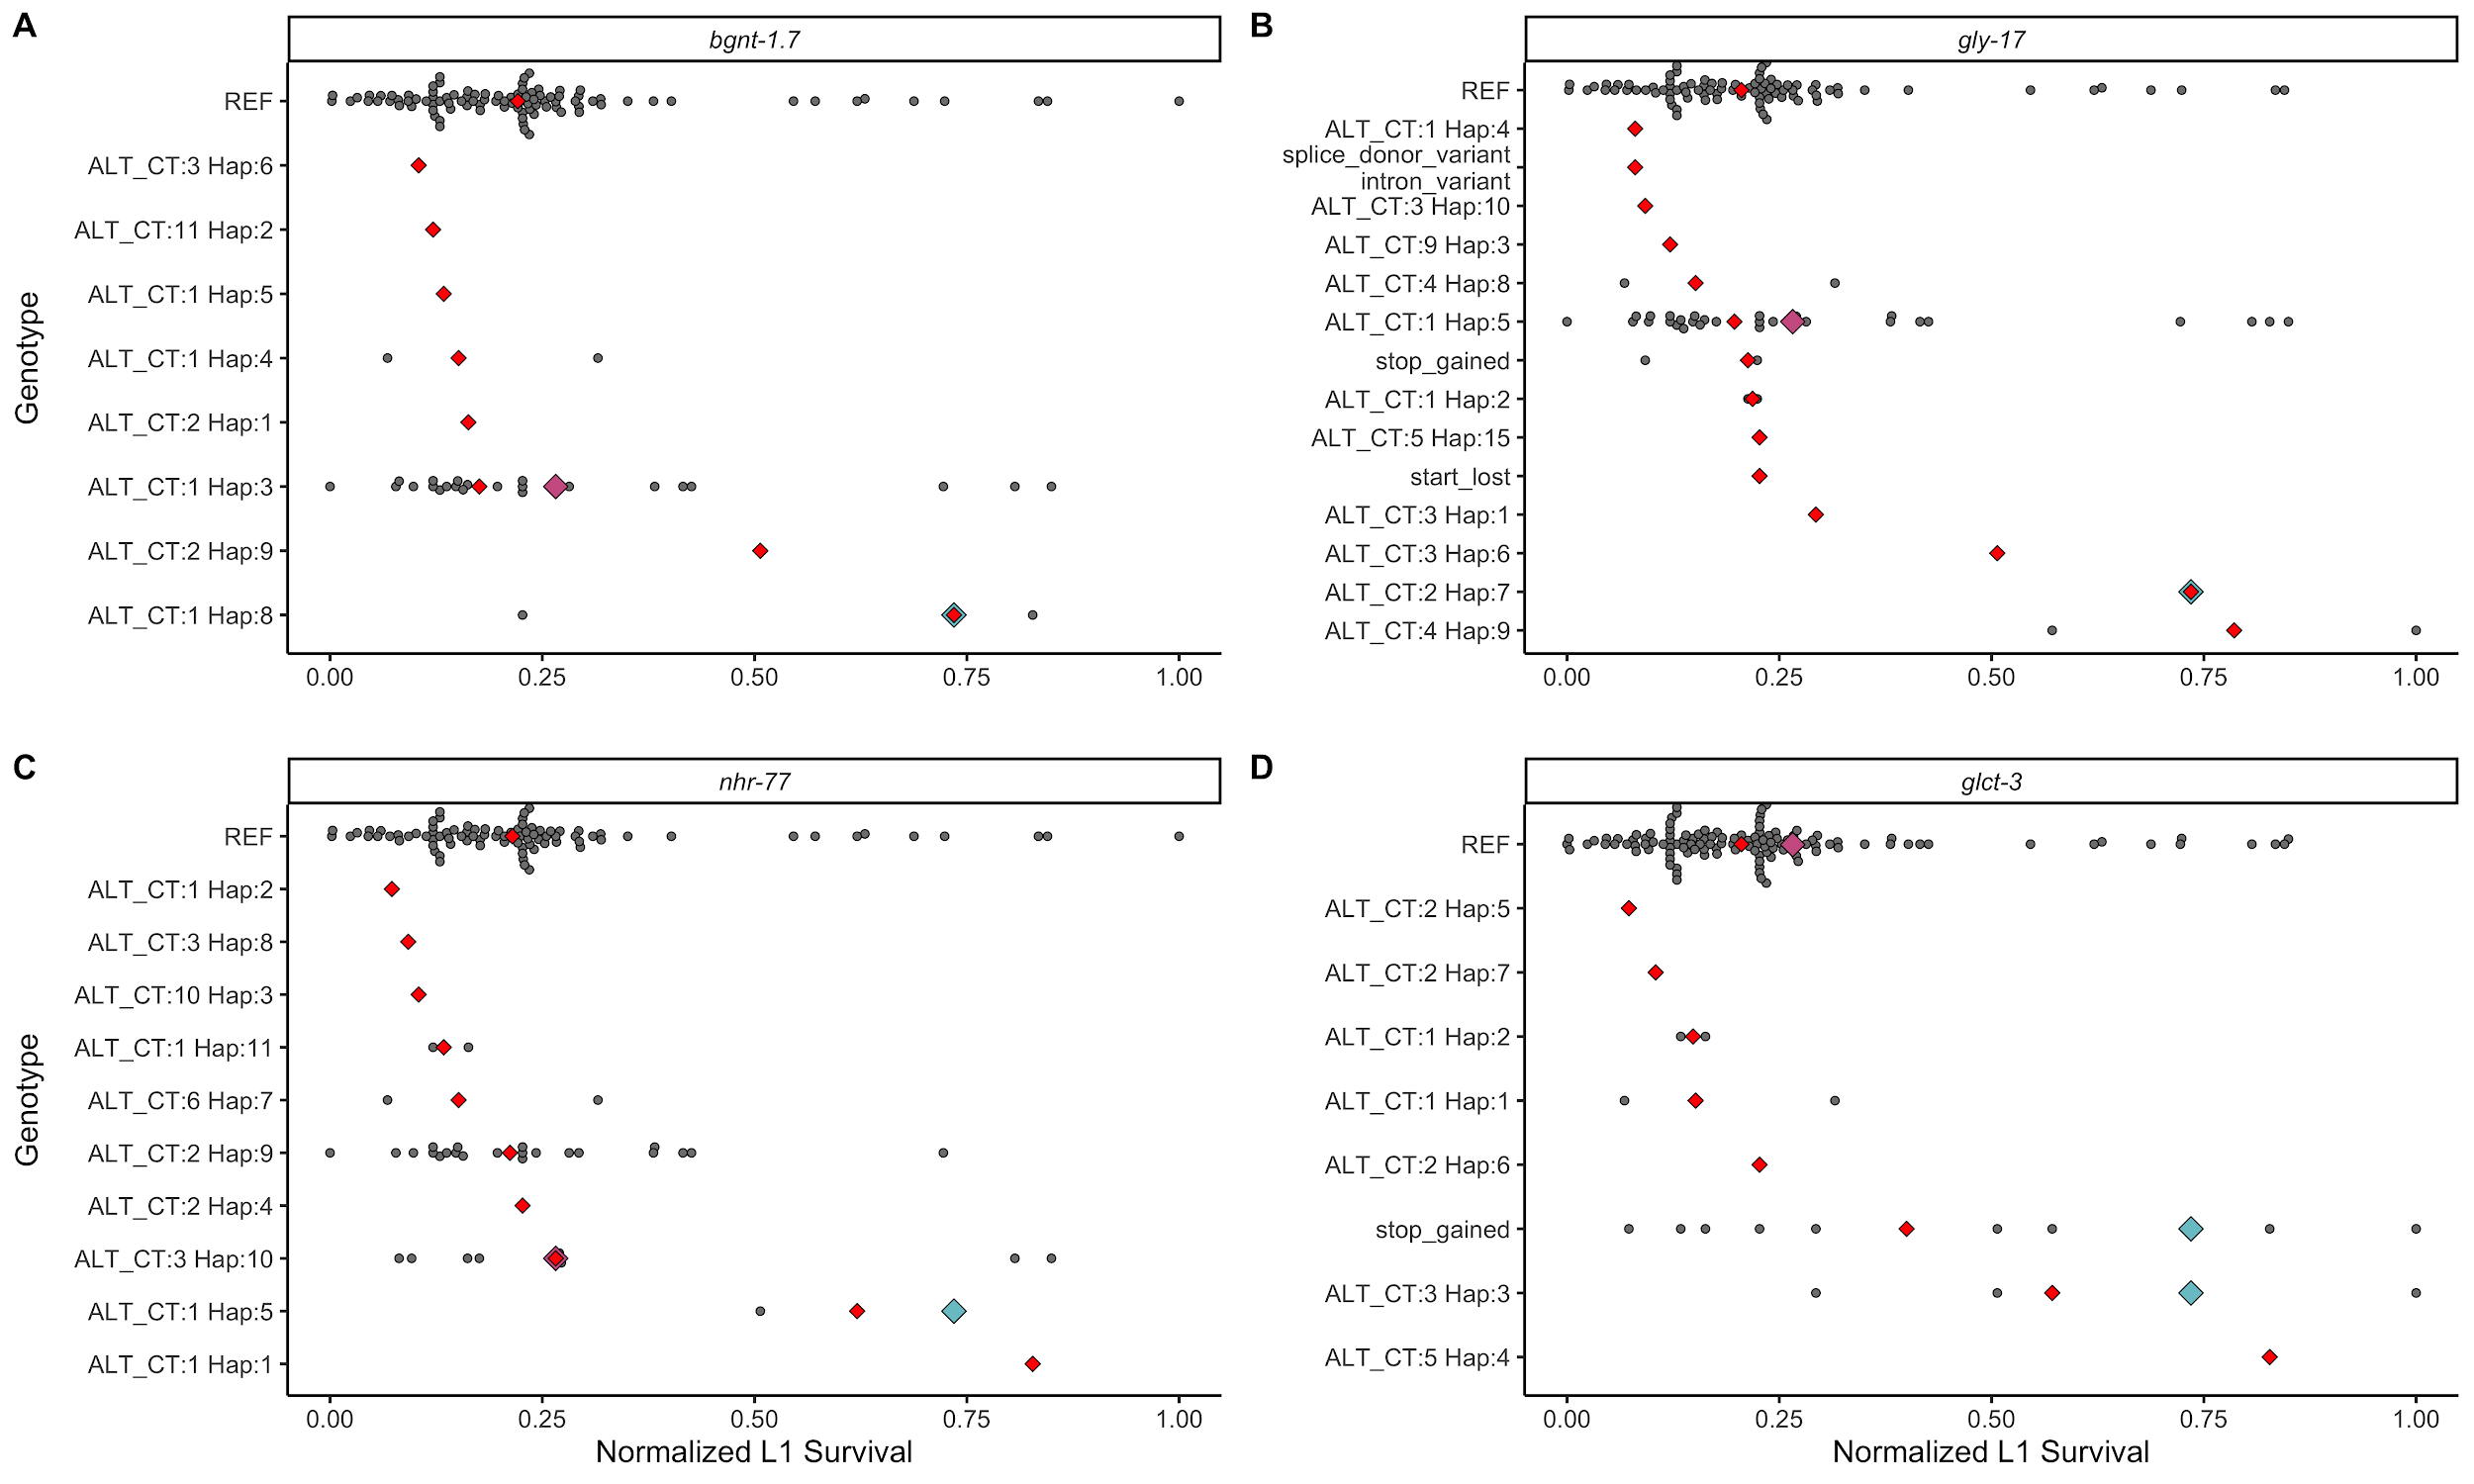 A
bgnt-1.7
Genotype
REF
ALT_CT:3 Hap:6
ALT_CT:11 Hap:2
ALT_CT:1 Hap:5
ALT_CT:1 Hap:4
ALT_CT:2 Hap:1
ALT_CT:1 Hap:3
ALT_CT:2 Hap:9
ALT_CT:1 Hap:8
0.00 0.25 0.50 0.75 1.00
B
gly-17
REF
ALT_CT:1 Hap:4
splice_donor_variant
intron_variant
ALT_CT:3 Hap:10
ALT_CT:9 Hap:3
ALT_CT:4 Hap:8
ALT_CT:1 Hap:5
stop_gained
ALT_CT:1 Hap:2
ALT_CT:5 Hap:15
start_lost
ALT_CT:3 Hap:1
ALT_CT:3 Hap:6
ALT_CT:2 Hap:7
ALT_CT:4 Hap:9
0.00 0.25 0.50 0.75 1.00
C
nhr-77
Genotype
REF
ALT_CT:1 Hap:2
ALT_CT:3 Hap:8
ALT_CT:10 Hap:3
ALT_CT:1 Hap:11
ALT_CT:6 Hap:7
ALT_CT:2 Hap:9
ALT_CT:2 Hap:4
ALT_CT:3 Hap:10
ALT_CT:1 Hap:5
ALT_CT:1 Hap:1
0.00 0.25 0.50 0.75 1.00
Normalized L1 Survival
D
glct-3
REF
ALT_CT:2 Hap:5
ALT_CT:2 Hap:7
ALT_CT:1 Hap:2
ALT_CT:1 Hap:1
ALT_CT:2 Hap:6
stop_gained
ALT_CT:3 Hap:3
ALT_CT:5 Hap:4
0.00 0.25 0.50 0.75 1.00
Normalized L1 Survival